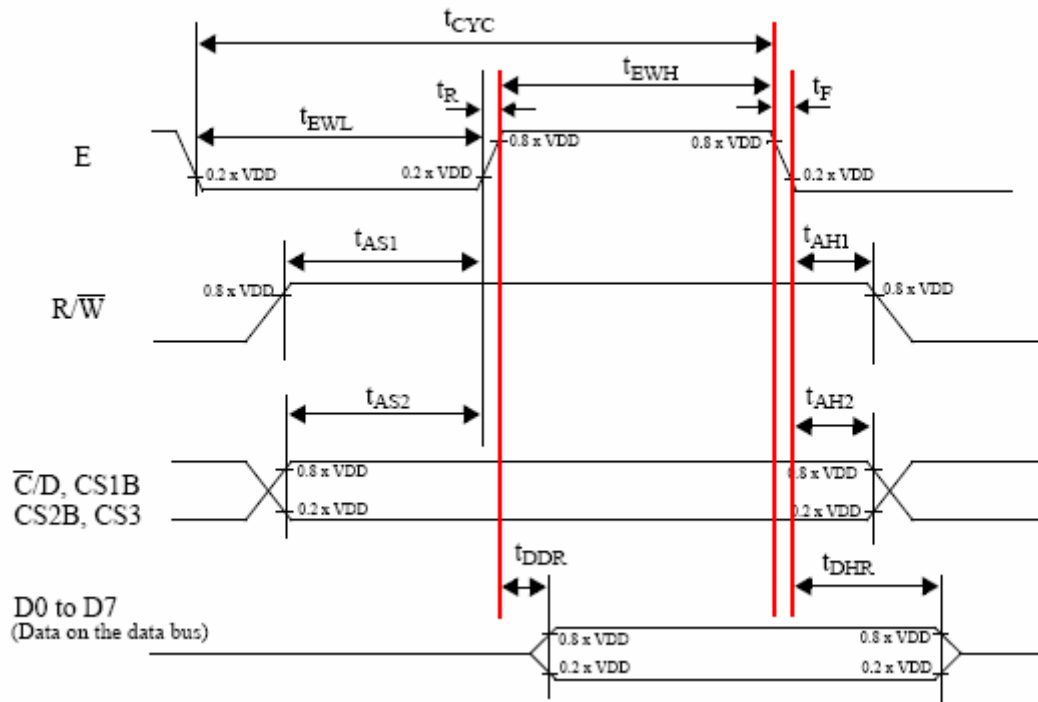 tCYC
tEWH
tR
tF
tEWL
E
0.8 x VDD
0.8 x VDD
0.2 x VDD
0.2 x VDD
0.2 x VDD
tAS1
tAH1
R/W̅
0.8 x VDD
0.8 x VDD
tAS2
tAH2
C̅/D, CS1B
CS2B, CS3
0.8 x VDD
0.8 x VDD
0.2 x VDD
0.2 x VDD
tDDR
tDHR
D0 to D7
(Data on the data bus)
0.8 x VDD
0.8 x VDD
0.2 x VDD
0.2 x VDD